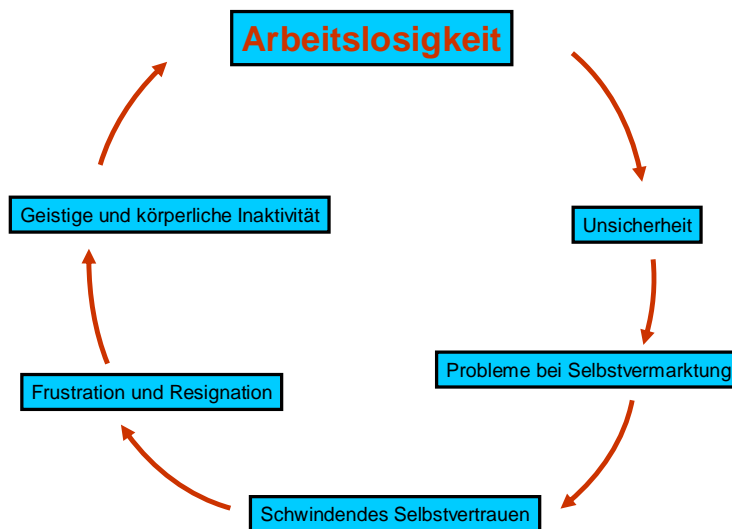 Arbeitslosigkeit
Unsicherheit
Probleme bei Selbstvermarktung
Schwindendes Selbstvertrauen
Frustration und Resignation
Geistige und körperliche Inaktivität